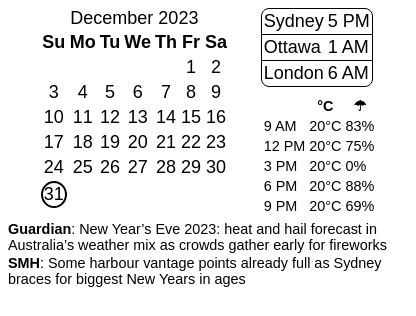 December 2023
Su Mo Tu We Th Fr Sa
1 2
3 4 5 6 7 8 9
10 11 12 13 14 15 16
17 18 19 20 21 22 23
24 25 26 27 28 29 30
31
Sydney 5 PM
Ottawa 1 AM
London 6 AM
°C ☂
9 AM 20°C 83%
12 PM 20°C 75%
3 PM 20°C 0%
6 PM 20°C 88%
9 PM 20°C 69%
Guardian: New Year’s Eve 2023: heat and hail forecast in
Australia’s weather mix as crowds gather early for fireworks
SMH: Some harbour vantage points already full as Sydney
braces for biggest New Years in ages